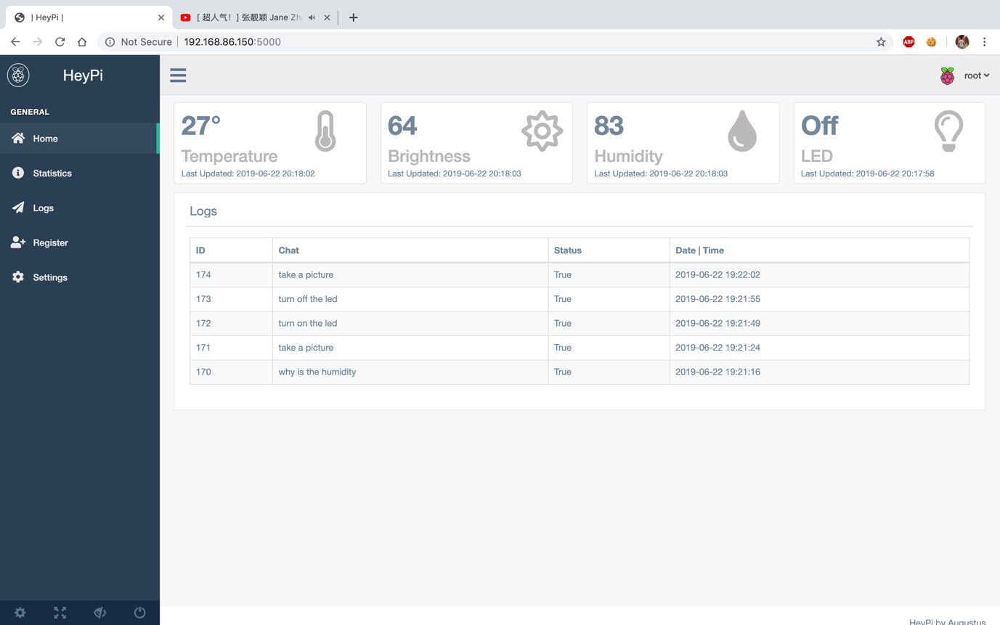 | HeyPi |
[ 超人气！] 张靓颖 Jane Zh
Not Secure | 192.168.86.150:5000
ABP
HeyPi
root
GENERAL
Home
Statistics
Logs
Register
Settings
27° 64 83 Off
Temperature Brightness Humidity LED
Last Updated: 2019-06-22 20:18:02 Last Updated: 2019-06-22 20:18:03 Last Updated: 2019-06-22 20:18:03 Last Updated: 2019-06-22 20:17:58
Logs
ID Chat Status Date | Time
174 take a picture True 2019-06-22 19:22:02
173 turn off the led True 2019-06-22 19:21:55
172 turn on the led True 2019-06-22 19:21:49
171 take a picture True 2019-06-22 19:21:24
170 why is the humidity True 2019-06-22 19:21:16
HeyPi by Augustus